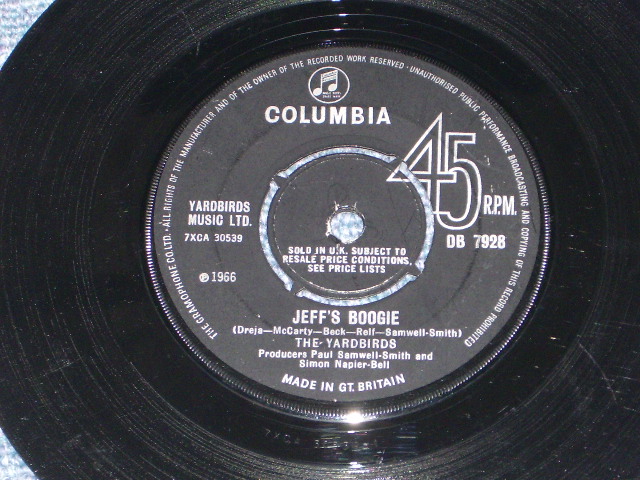 THE GRAMOPHONE CO. LTD. · ALL RIGHTS OF THE MANUFACTURER AND OF THE OWNER OF THE RECORDED WORK RESERVED · UNAUTHORISED PUBLIC PERFORMANCE BROADCASTING AND COPYING OF THIS RECORD PROHIBITED
COLUMBIA
45
R.P.M.
YARDBIRDS
MUSIC LTD.
7XCA 30539
DB 7928
SOLD IN U.K. SUBJECT TO
RESALE PRICE CONDITIONS,
SEE PRICE LISTS
℗ 1966
JEFF'S BOOGIE
(Dreja—McCarty—Beck—Relf—Samwell-Smith)
THE YARDBIRDS
Producers Paul Samwell-Smith and
Simon Napier-Bell
MADE IN GT. BRITAIN
7XCA